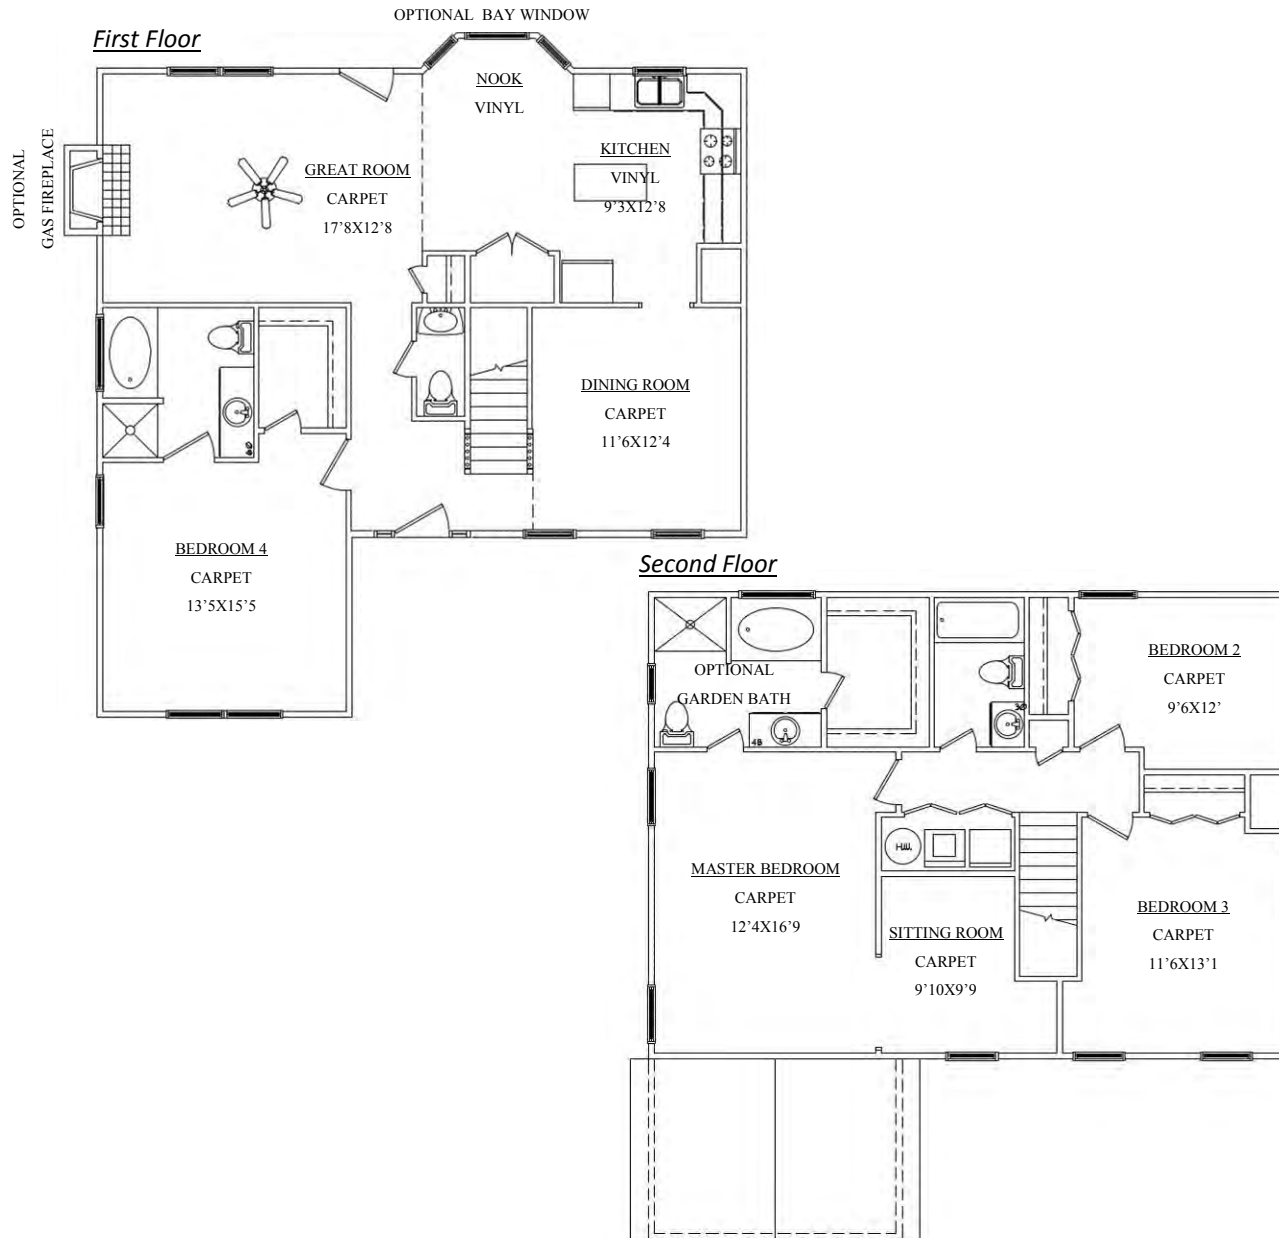 OPTIONAL BAY WINDOW
First Floor
NOOK
VINYL
OPTIONAL
GAS FIREPLACE
GREAT ROOM
CARPET
17’8X12’8
KITCHEN
VINYL
9’3X12’8
DINING ROOM
CARPET
11’6X12’4
BEDROOM 4
CARPET
13’5X15’5
Second Floor
OPTIONAL
GARDEN BATH
48
30
BEDROOM 2
CARPET
9’6X12’
H.W.
MASTER BEDROOM
CARPET
12’4X16’9
SITTING ROOM
CARPET
9’10X9’9
BEDROOM 3
CARPET
11’6X13’1